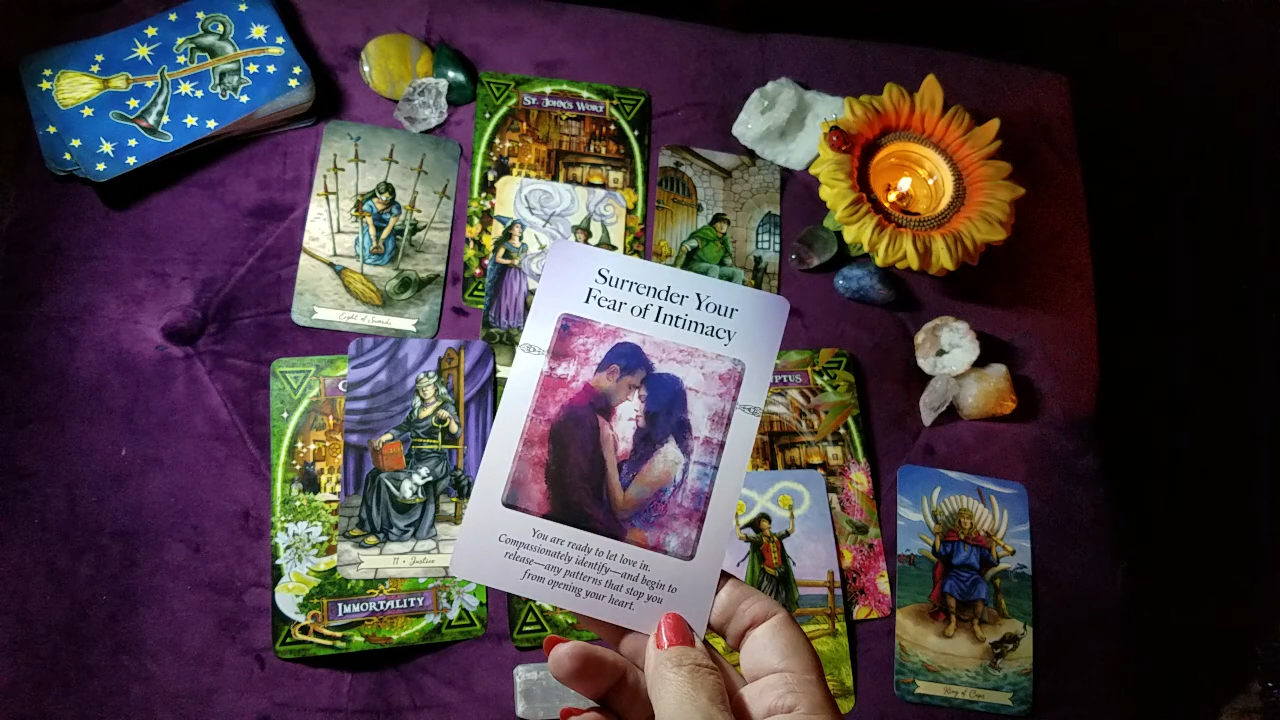 St. John's Wort
Eight of Swords
Surrender Your
Fear of Intimacy
You are ready to let love in.
Compassionately identify—and begin to
release—any patterns that stop you
from opening your heart.
11 • Justice
Immortality
King of Cups